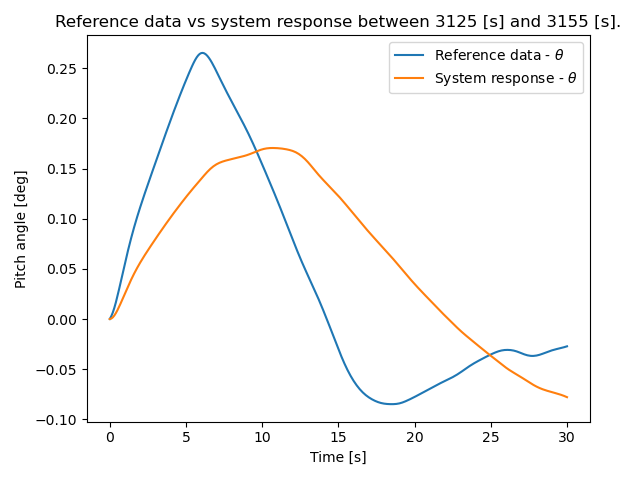 Reference data vs system response between 3125 [s] and 3155 [s].
Reference data - θ
System response - θ
Pitch angle [deg]
0.25
0.20
0.15
0.10
0.05
0.00
−0.05
−0.10
0 5 10 15 20 25 30
Time [s]